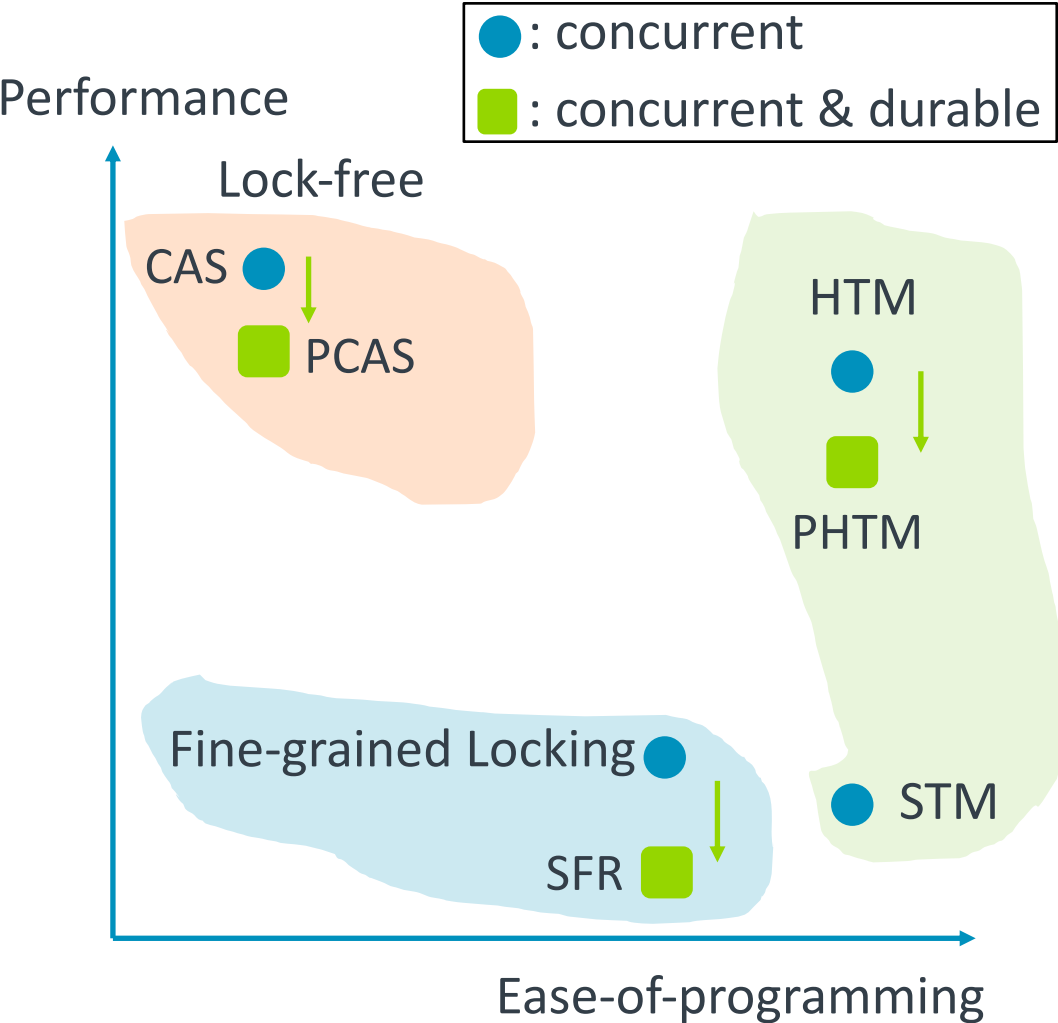 : concurrent
: concurrent & durable
Performance
Lock-free
CAS
PCAS
HTM
PHTM
Fine-grained Locking
STM
SFR
Ease-of-programming